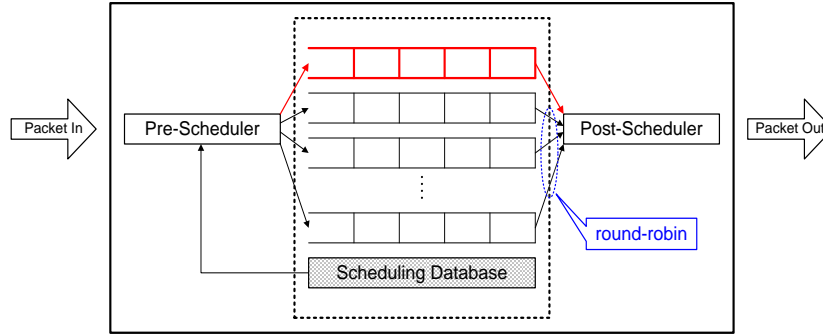 Packet In
Pre-Scheduler
Post-Scheduler
Packet Out
round-robin
Scheduling Database